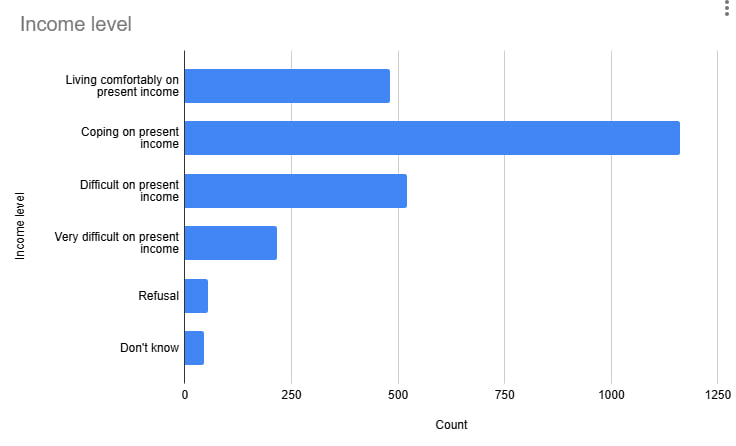 Income level
Living comfortably on
present income
Coping on present
income
Difficult on present
income
Very difficult on present
income
Refusal
Don't know
Income level
0
250
500
750
1000
1250
Count